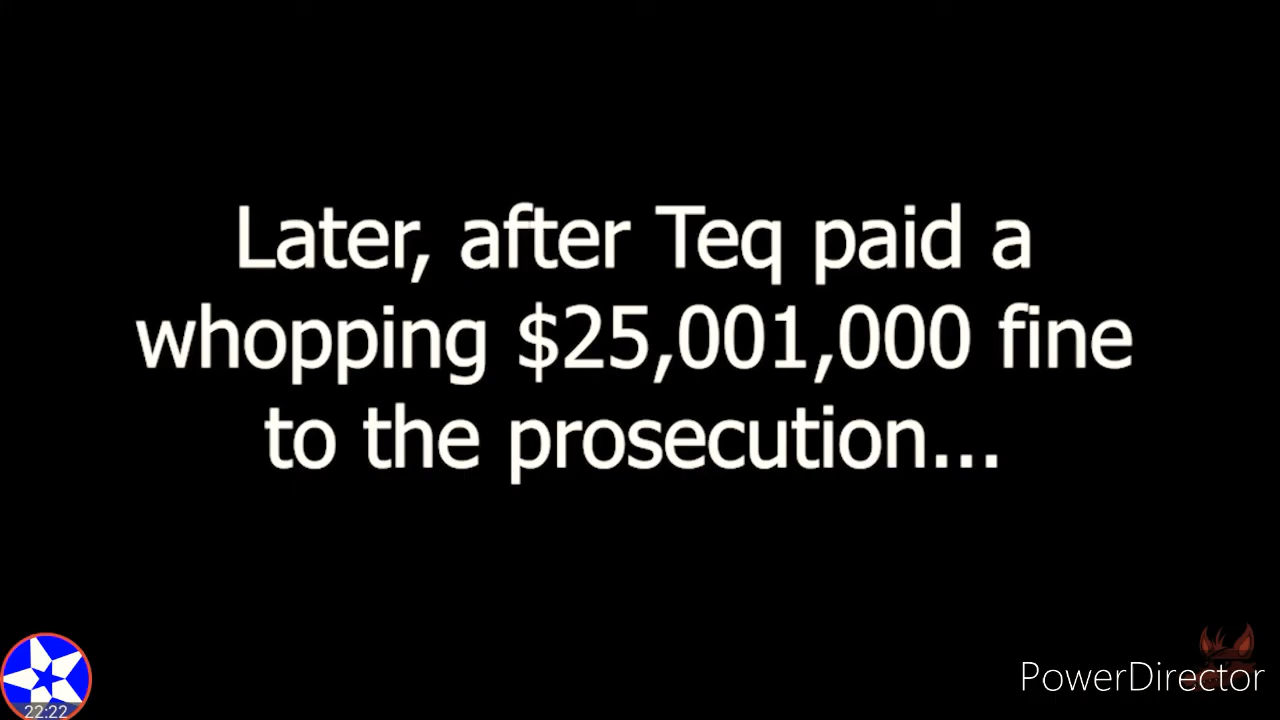 Later, after Teq paid a
whopping $25,001,000 fine
to the prosecution...
22:22
PowerDirector